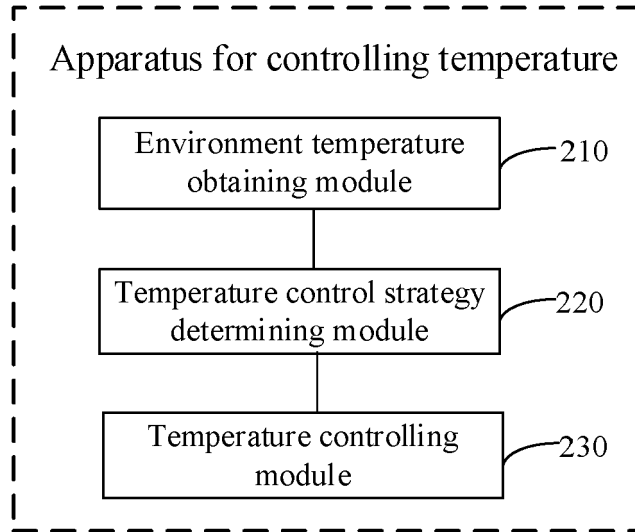 Apparatus for controlling temperature
Environment temperature
obtaining module
210
Temperature control strategy
determining module
220
Temperature controlling
module
230